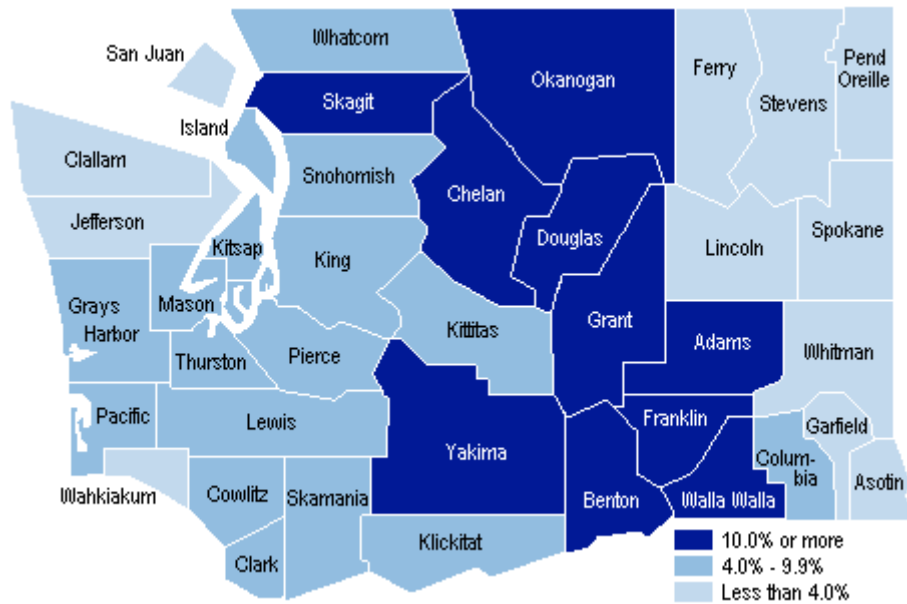 Whatcom
San Juan
Okanogan
Ferry
Pend
Oreille
Stevens
Skagit
Island
Clallam
Snohomish
Chelan
Jefferson
Kitsap
King
Douglas
Lincoln
Spokane
Grays
Harbor
Mason
Kittitas
Grant
Adams
Whitman
Thurston
Pierce
Pacific
Lewis
Franklin
Garfield
Yakima
Colum-
bia
Wahkiakum
Cowlitz
Skamania
Benton
Walla Walla
Asotin
Klickitat
Clark
10.0% or more
4.0% - 9.9%
Less than 4.0%